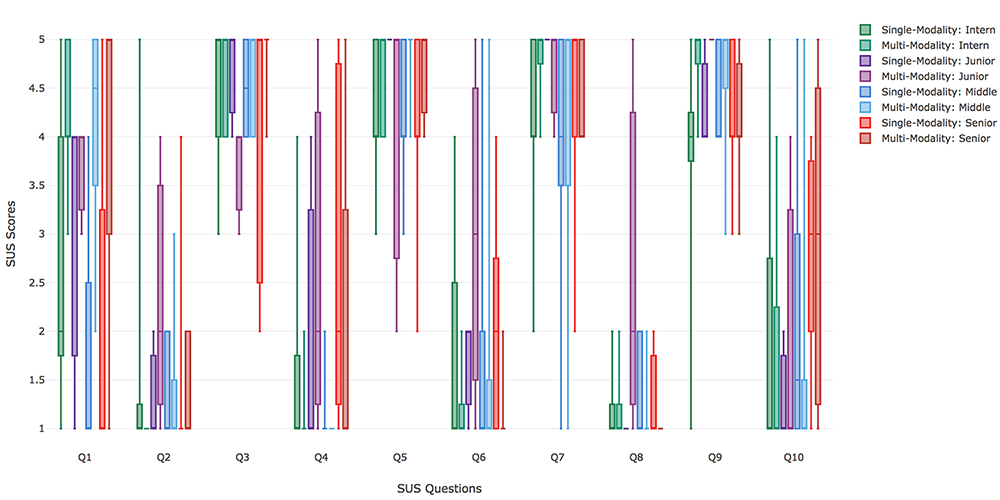 5
4.5
4
3.5
3
2.5
2
1.5
1
SUS Scores
Q1 Q2 Q3 Q4 Q5 Q6 Q7 Q8 Q9 Q10
SUS Questions
Single-Modality: Intern
Multi-Modality: Intern
Single-Modality: Junior
Multi-Modality: Junior
Single-Modality: Middle
Multi-Modality: Middle
Single-Modality: Senior
Multi-Modality: Senior